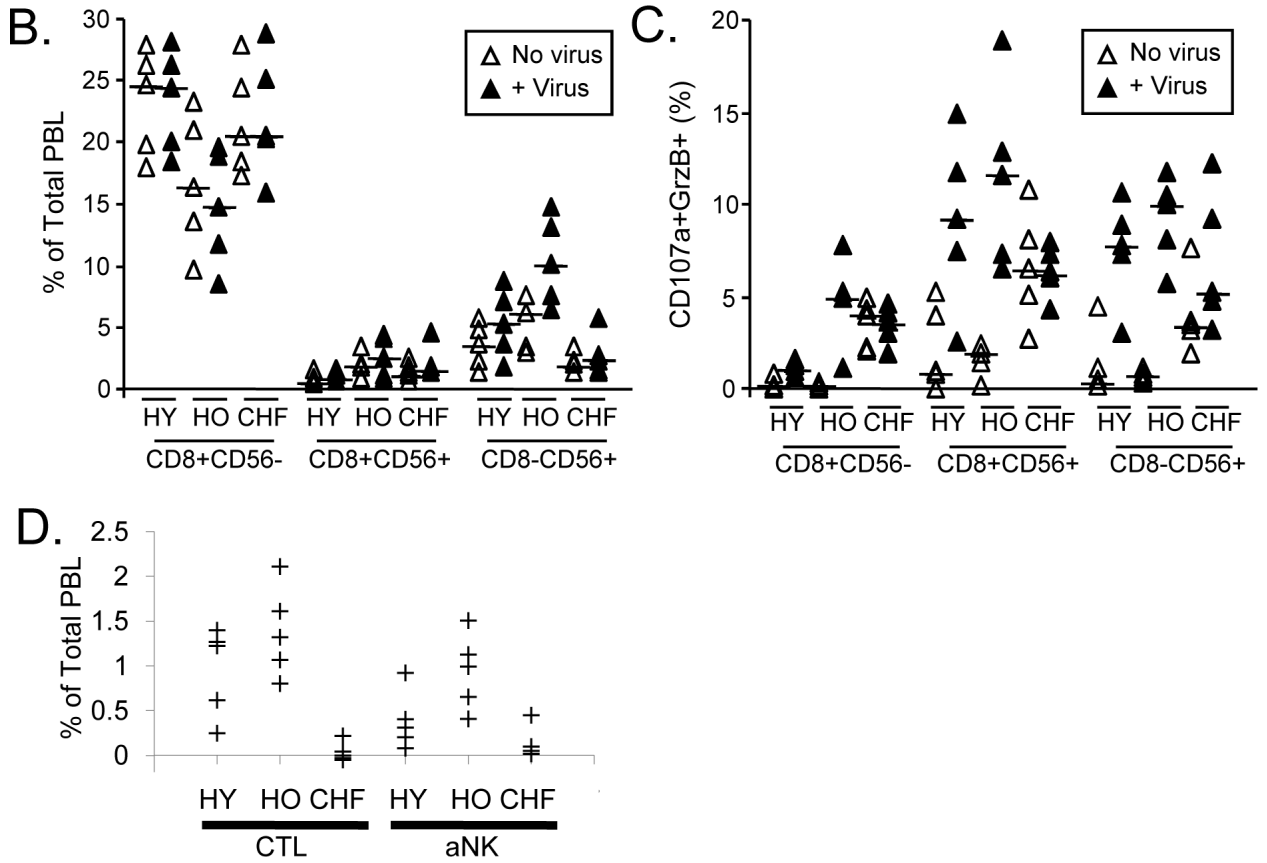 B.
% of Total PBL
30
25
20
15
10
5
0
No virus
+ Virus
HY HO CHF HY HO CHF HY HO CHF
CD8+CD56- CD8+CD56+ CD8-CD56+
C.
CD107a+GrzB+ (%)
20
15
10
5
0
No virus
+ Virus
HY HO CHF HY HO CHF HY HO CHF
CD8+CD56- CD8+CD56+ CD8-CD56+
D.
% of Total PBL
2.5
2
1.5
1
0.5
0
HY HO CHF HY HO CHF
CTL aNK